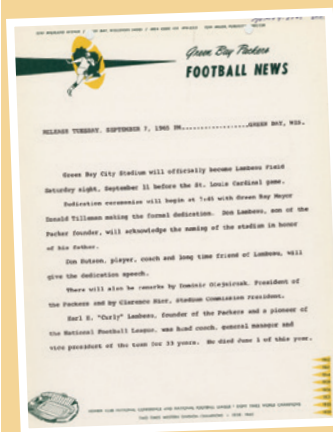 Green Bay Packers
FOOTBALL NEWS
RELEASE TUESDAY, SEPTEMBER 7, 1965 PM..................GREEN BAY, WIS.
Green Bay City Stadium will officially become Lambeau Field
Saturday night, September 11 before the St. Louis Cardinal game.
Dedication ceremonies will begin at 7:45 with Green Bay Mayor
Donald Tilleman making the formal dedication. Don Lambeau, son of the
Packer founder, will acknowledge the naming of the stadium in honor
of his father.
Don Hutson, player, coach and long time friend of Lambeau, will
give the dedication speech.
There will also be remarks by Dominic Olejniczak, President of
the Packers and by Clarence Nier, Stadium Commission President.
Earl E. "Curly" Lambeau, founder of the Packers and a pioneer of
the National Football League, was head coach, general manager and
vice president of the team for 33 years. He died June 1 of this year.